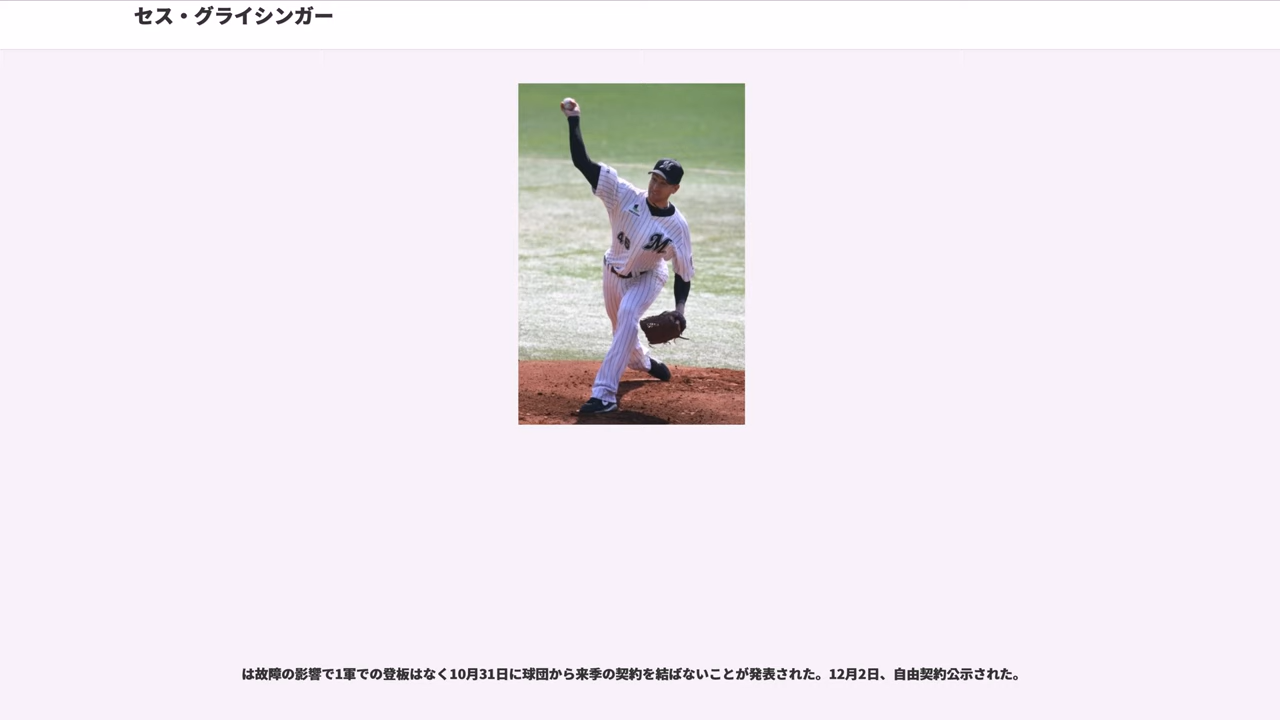 セス・グライシンガー
M
48
M
は故障の影響で1軍での登板はなく10月31日に球団から来季の契約を結ばないことが発表された。12月2日、自由契約公示された。